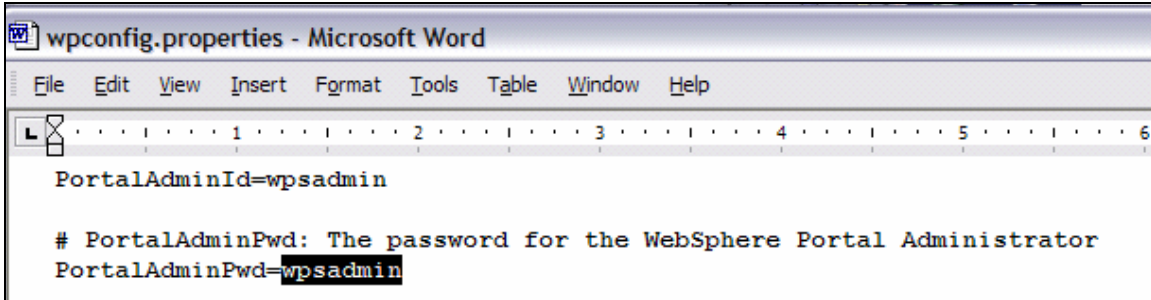 wpconfig.properties - Microsoft Word
File Edit View Insert Format Tools Table Window Help
1 2 3 4 5 6
PortalAdminId=wpsadmin
# PortalAdminPwd: The password for the WebSphere Portal Administrator
PortalAdminPwd=wpsadmin